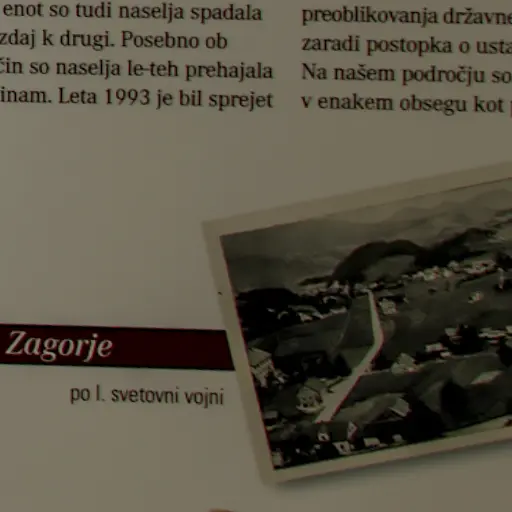 enot so tudi naselja spadala
zdaj k drugi. Posebno ob
čin so naselja le-teh prehajala
inam. Leta 1993 je bil sprejet
preoblikovanja državne
zaradi postopka o usta
Na našem področju so
v enakem obsegu kot
Zagorje
po I. svetovni vojni